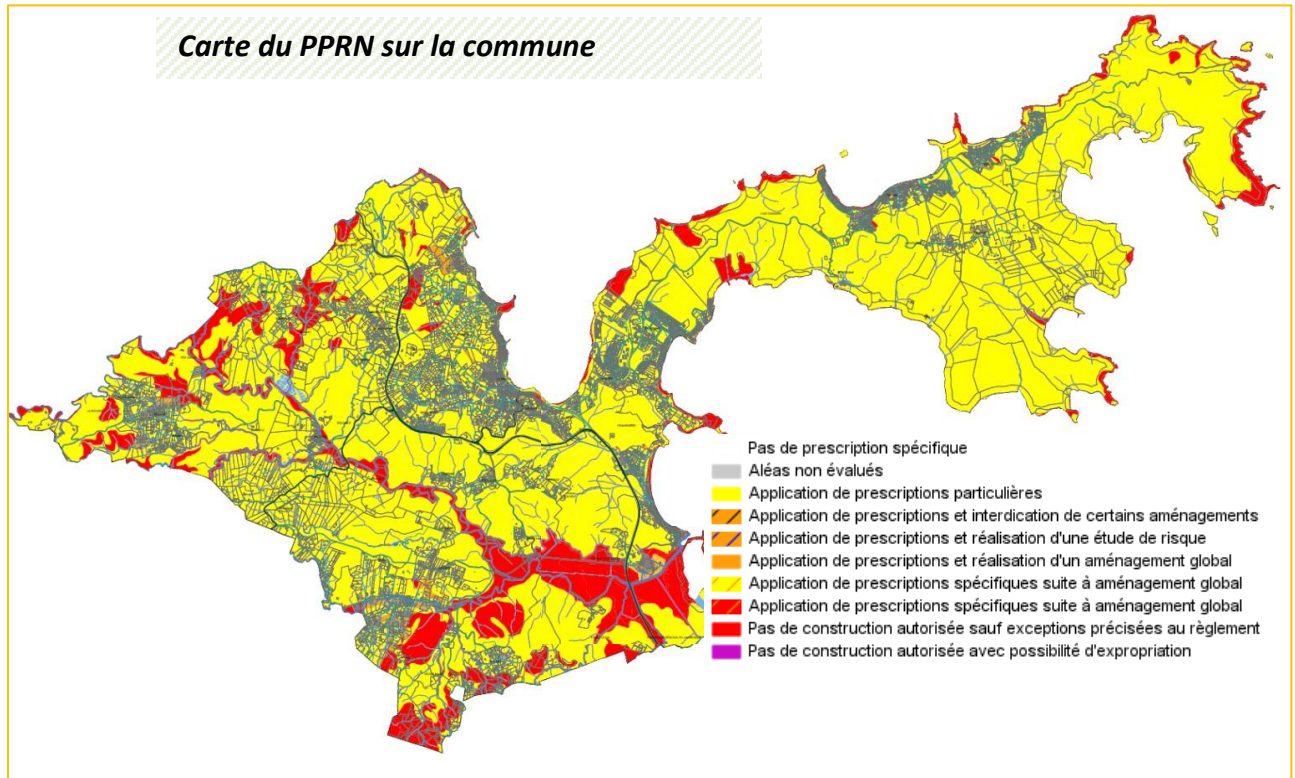 Carte du PPRN sur la commune
Pas de prescription spécifique
Aléas non évalués
Application de prescriptions particulières
Application de prescriptions et interdication de certains aménagements
Application de prescriptions et réalisation d'une étude de risque
Application de prescriptions et réalisation d'un aménagement global
Application de prescriptions spécifiques suite à aménagement global
Application de prescriptions spécifiques suite à aménagement global
Pas de construction autorisée sauf exceptions précisées au règlement
Pas de construction autorisée avec possibilité d'expropriation